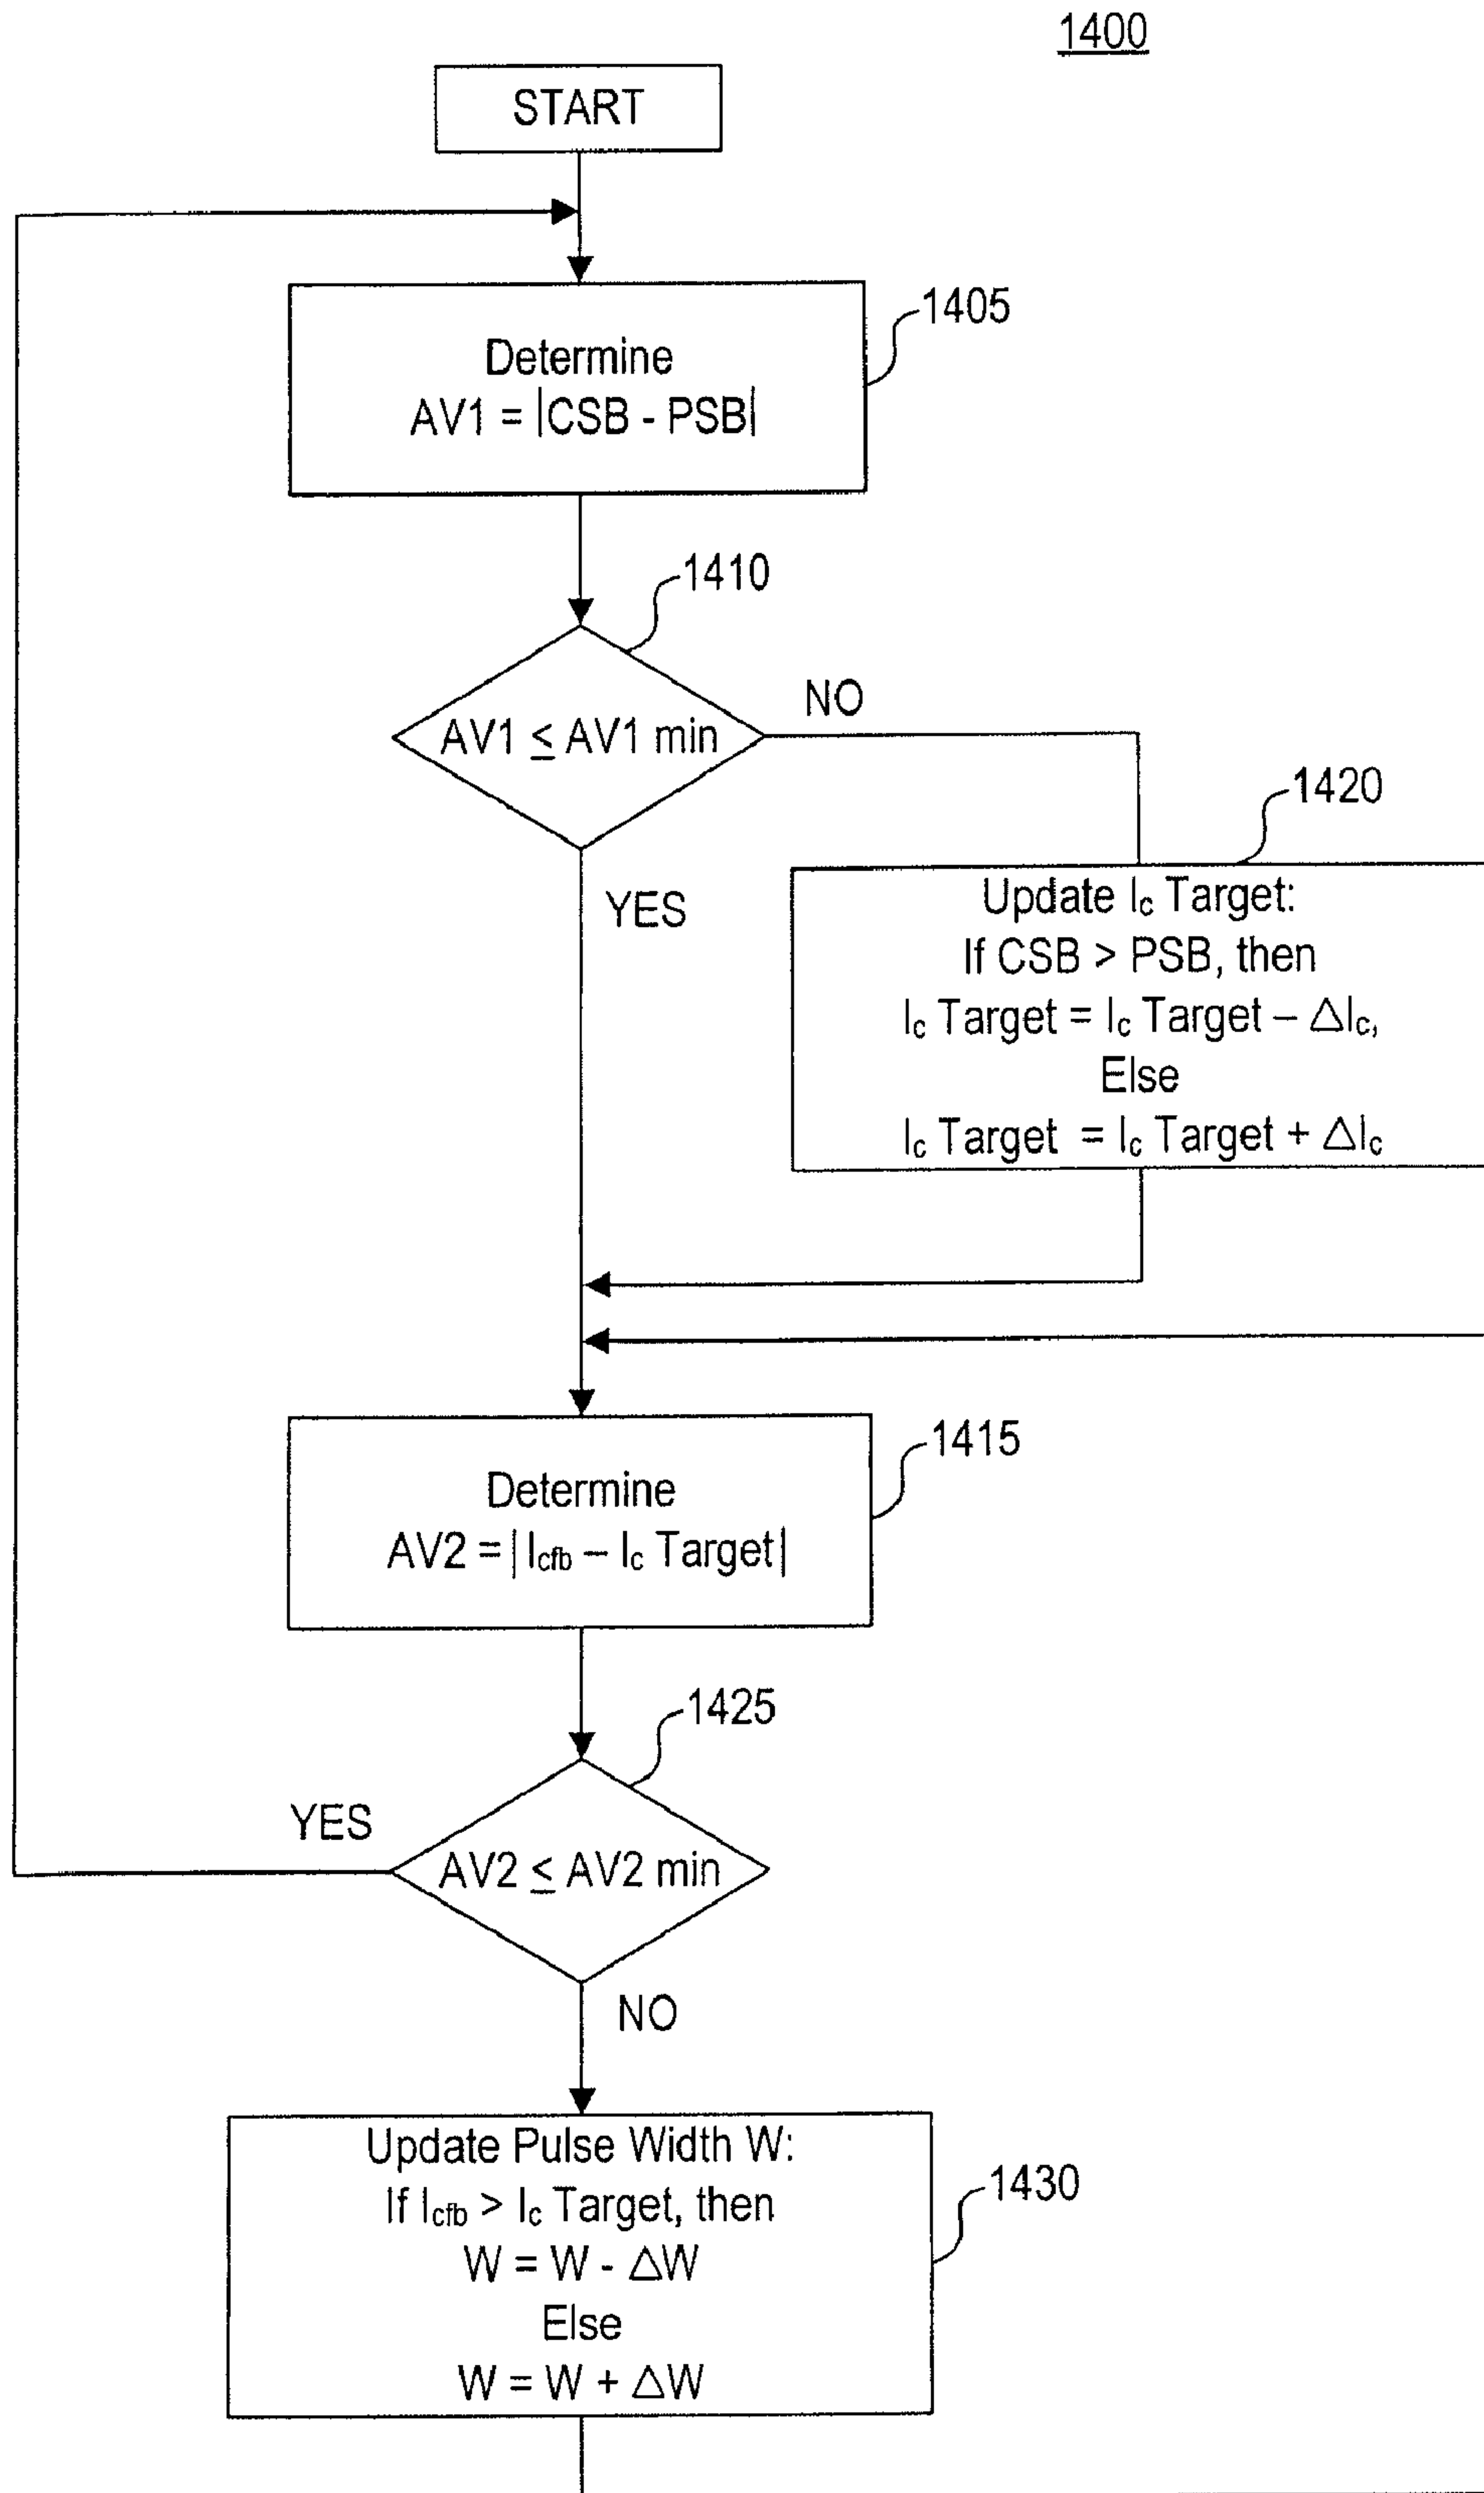 1400
START
1405
Determine
AV1 = |CSB - PSB|
1410
AV1 ≤ AV1 min
NO
YES
1420
Update Ic Target:
If CSB > PSB, then
Ic Target = Ic Target – ΔIc,
Else
Ic Target = Ic Target + ΔIc
1415
Determine
AV2 = | Icfb – Ic Target|
1425
YES
AV2 ≤ AV2 min
NO
1430
Update Pulse Width W:
If Icfb > Ic Target, then
W = W - ΔW
Else
W = W + ΔW